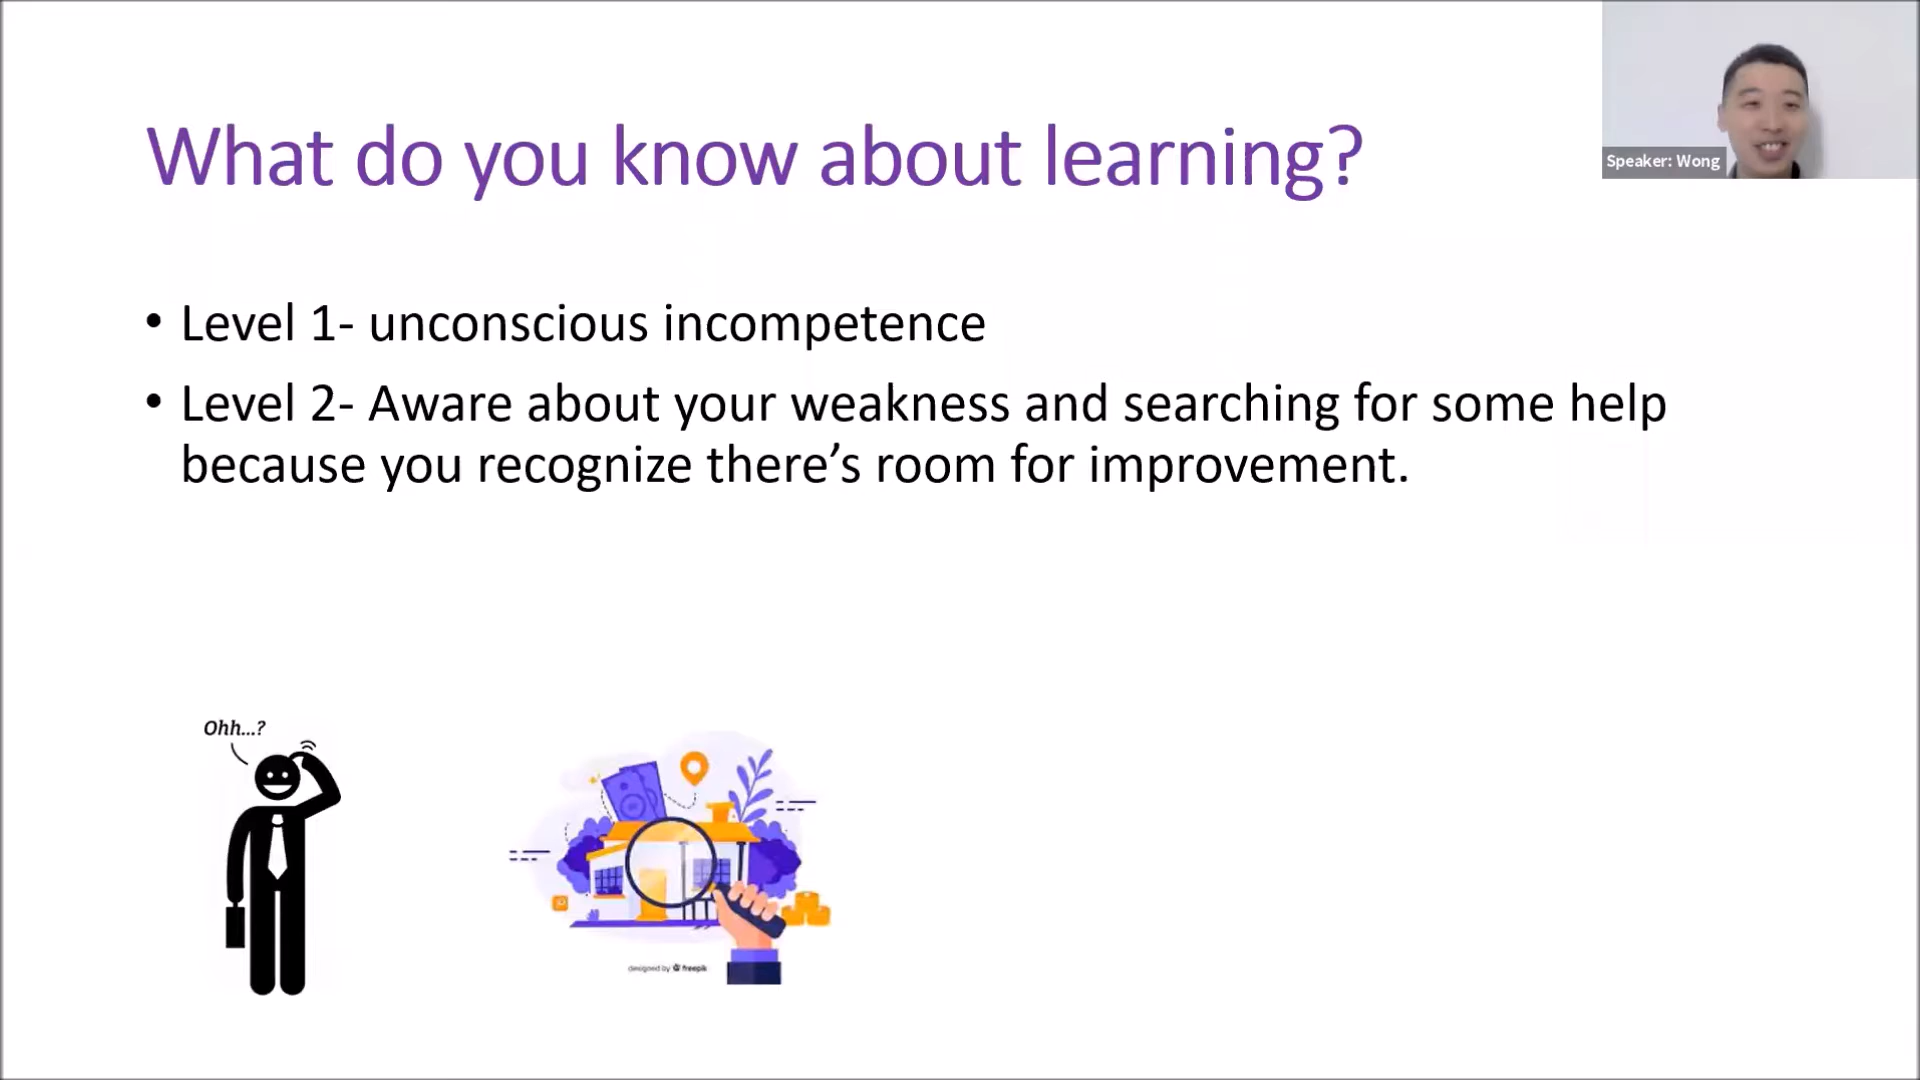 What do you know about learning?
Speaker: Wong
• Level 1- unconscious incompetence
• Level 2- Aware about your weakness and searching for some help
because you recognize there’s room for improvement.
Ohh...?
designed by freepik